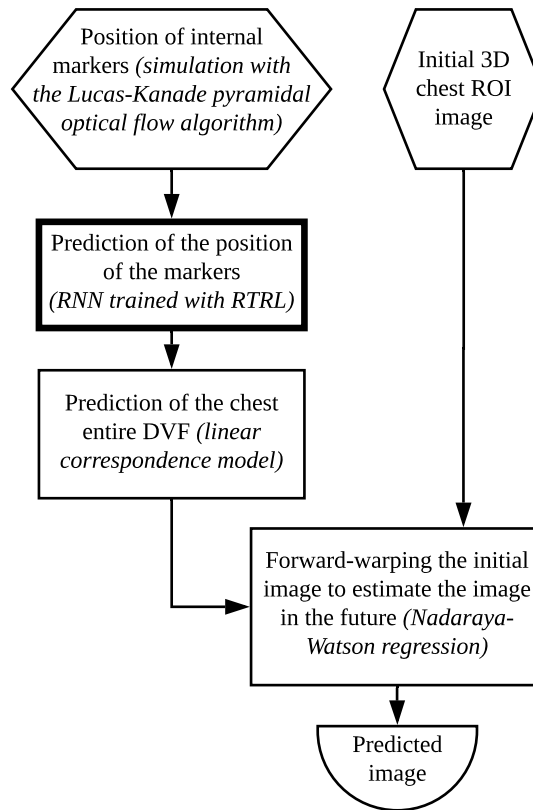 Position of internal
markers (simulation with
the Lucas-Kanade pyramidal
optical flow algorithm)
Initial 3D
chest ROI
image
Prediction of the position
of the markers
(RNN trained with RTRL)
Prediction of the chest
entire DVF (linear
correspondence model)
Forward-warping the initial
image to estimate the image
in the future (Nadaraya-
Watson regression)
Predicted
image